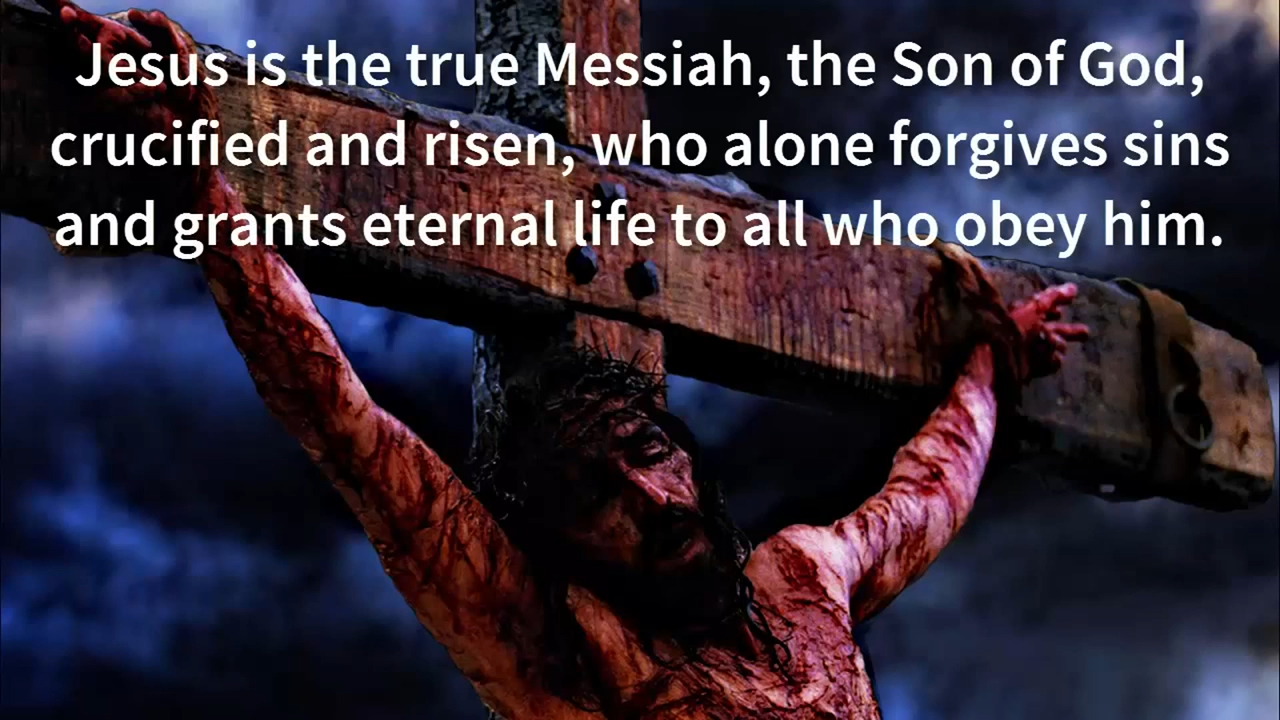 Jesus is the true Messiah, the Son of God,
crucified and risen, who alone forgives sins
and grants eternal life to all who obey him.